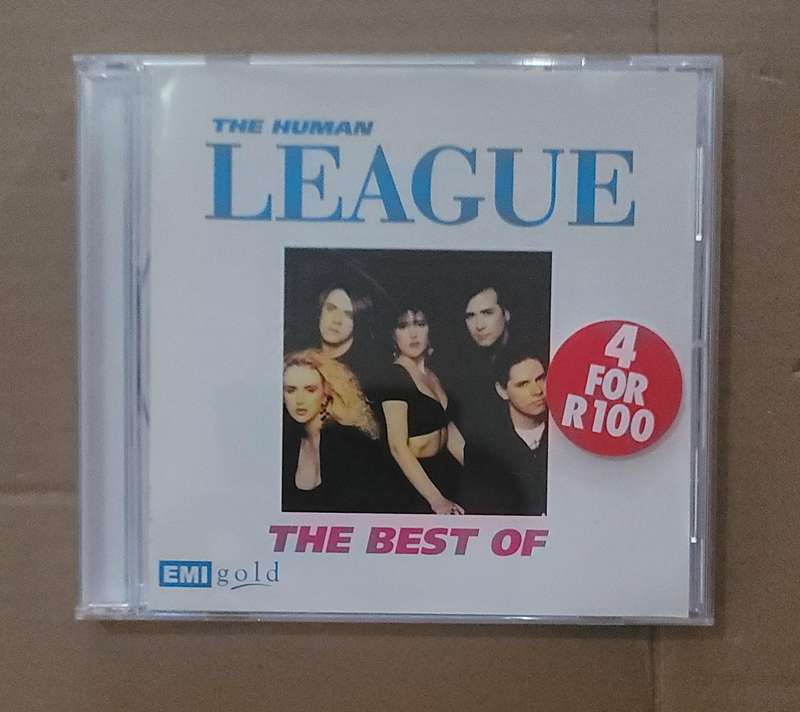 THE HUMAN
LEAGUE
4
FOR
R100
THE BEST OF
EMI gold